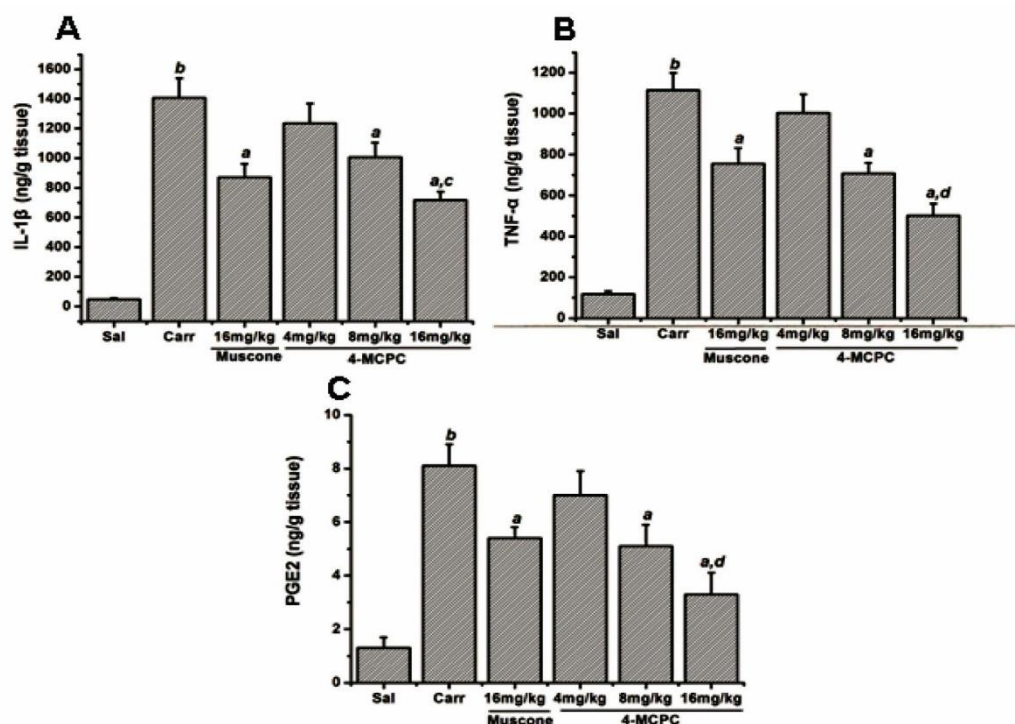 A
IL-1β (ng/g tissue)
1600
1400
1200
1000
800
600
400
200
0
b
a
a
a,c
Sal Carr 16mg/kg 4mg/kg 8mg/kg 16mg/kg
Muscone 4-MCPC
B
TNF-α (ng/g tissue)
1200
1000
800
600
400
200
0
b
a
a
a,d
Sal Carr 16mg/kg 4mg/kg 8mg/kg 16mg/kg
Muscone 4-MCPC
C
PGE2 (ng/g tissue)
10
8
6
4
2
0
b
a
a
a,d
Sal Carr 16mg/kg 4mg/kg 8mg/kg 16mg/kg
Muscone 4-MCPC